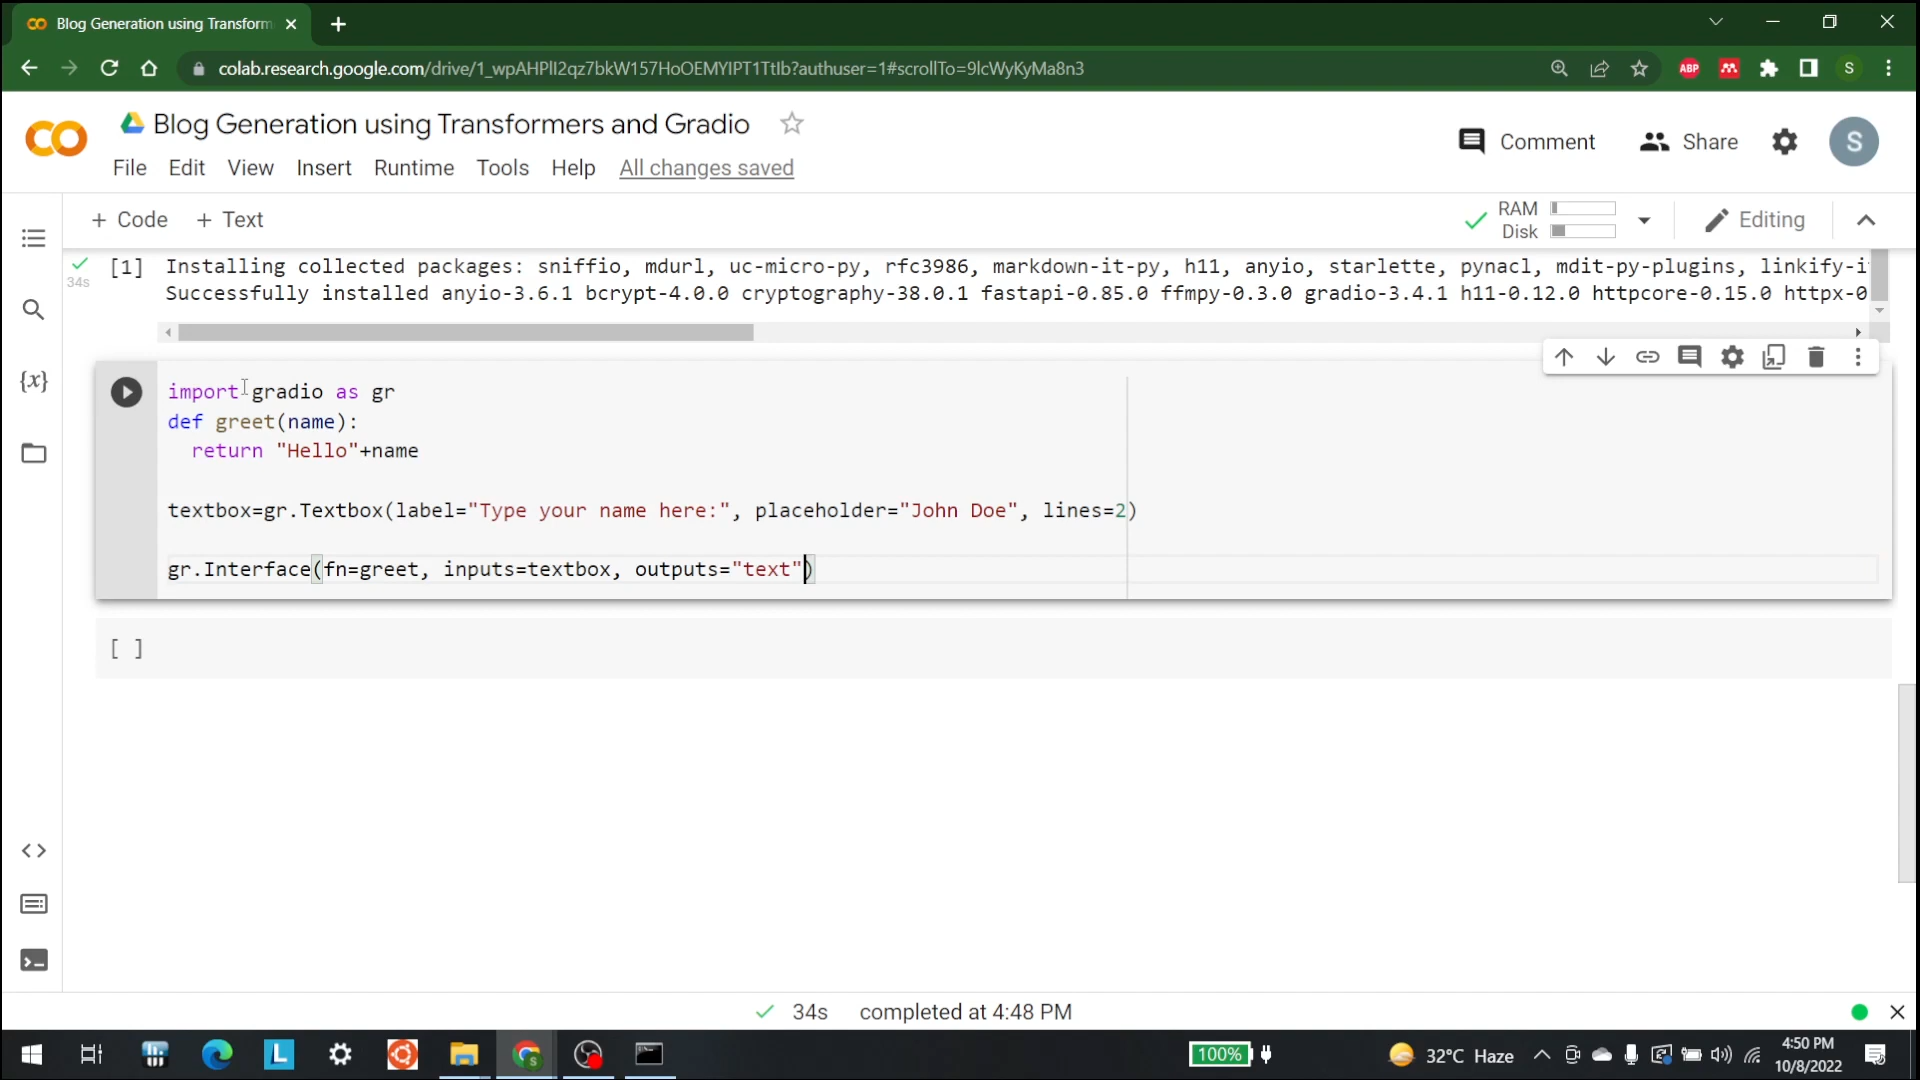 Blog Generation using Transform
colab.research.google.com/drive/1_wpAHPlI2qz7bkW157HoOEMYIPT1TtIb?authuser=1#scrollTo=9lcWyKyMa8n3
ABP
S
Blog Generation using Transformers and Gradio
Comment
Share
S
File Edit View Insert Runtime Tools Help All changes saved
+ Code + Text
RAM
Disk
Editing
34s
[1] Installing collected packages: sniffio, mdurl, uc-micro-py, rfc3986, markdown-it-py, h11, anyio, starlette, pynacl, mdit-py-plugins, linkify-i
Successfully installed anyio-3.6.1 bcrypt-4.0.0 cryptography-38.0.1 fastapi-0.85.0 ffmpy-0.3.0 gradio-3.4.1 h11-0.12.0 httpcore-0.15.0 httpx-0
{x}
import gradio as gr
def greet(name):
return "Hello"+name
textbox=gr.Textbox(label="Type your name here:", placeholder="John Doe", lines=2)
gr.Interface(fn=greet, inputs=textbox, outputs="text")
[ ]
34s completed at 4:48 PM
L
100%
32°C Haze
4:50 PM
10/8/2022